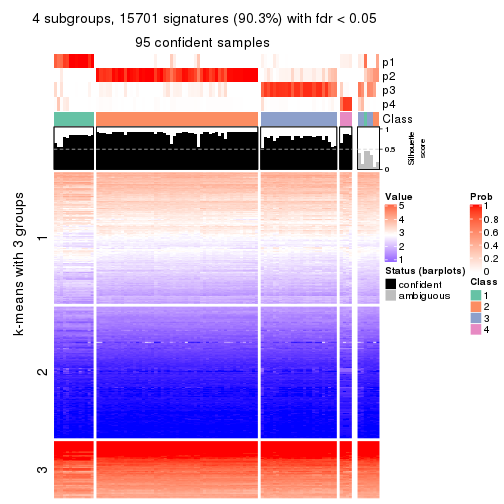 4 subgroups, 15701 signatures (90.3%) with fdr < 0.05
95 confident samples
p1
p2
p3
p4
Class
1
0.5
0
Silhouette
score
k-means with 3 groups
1
2
3
Value
5
4
3
2
1
Status (barplots)
confident
ambiguous
Prob
1
0.8
0.6
0.4
0.2
0
Class
1
2
3
4